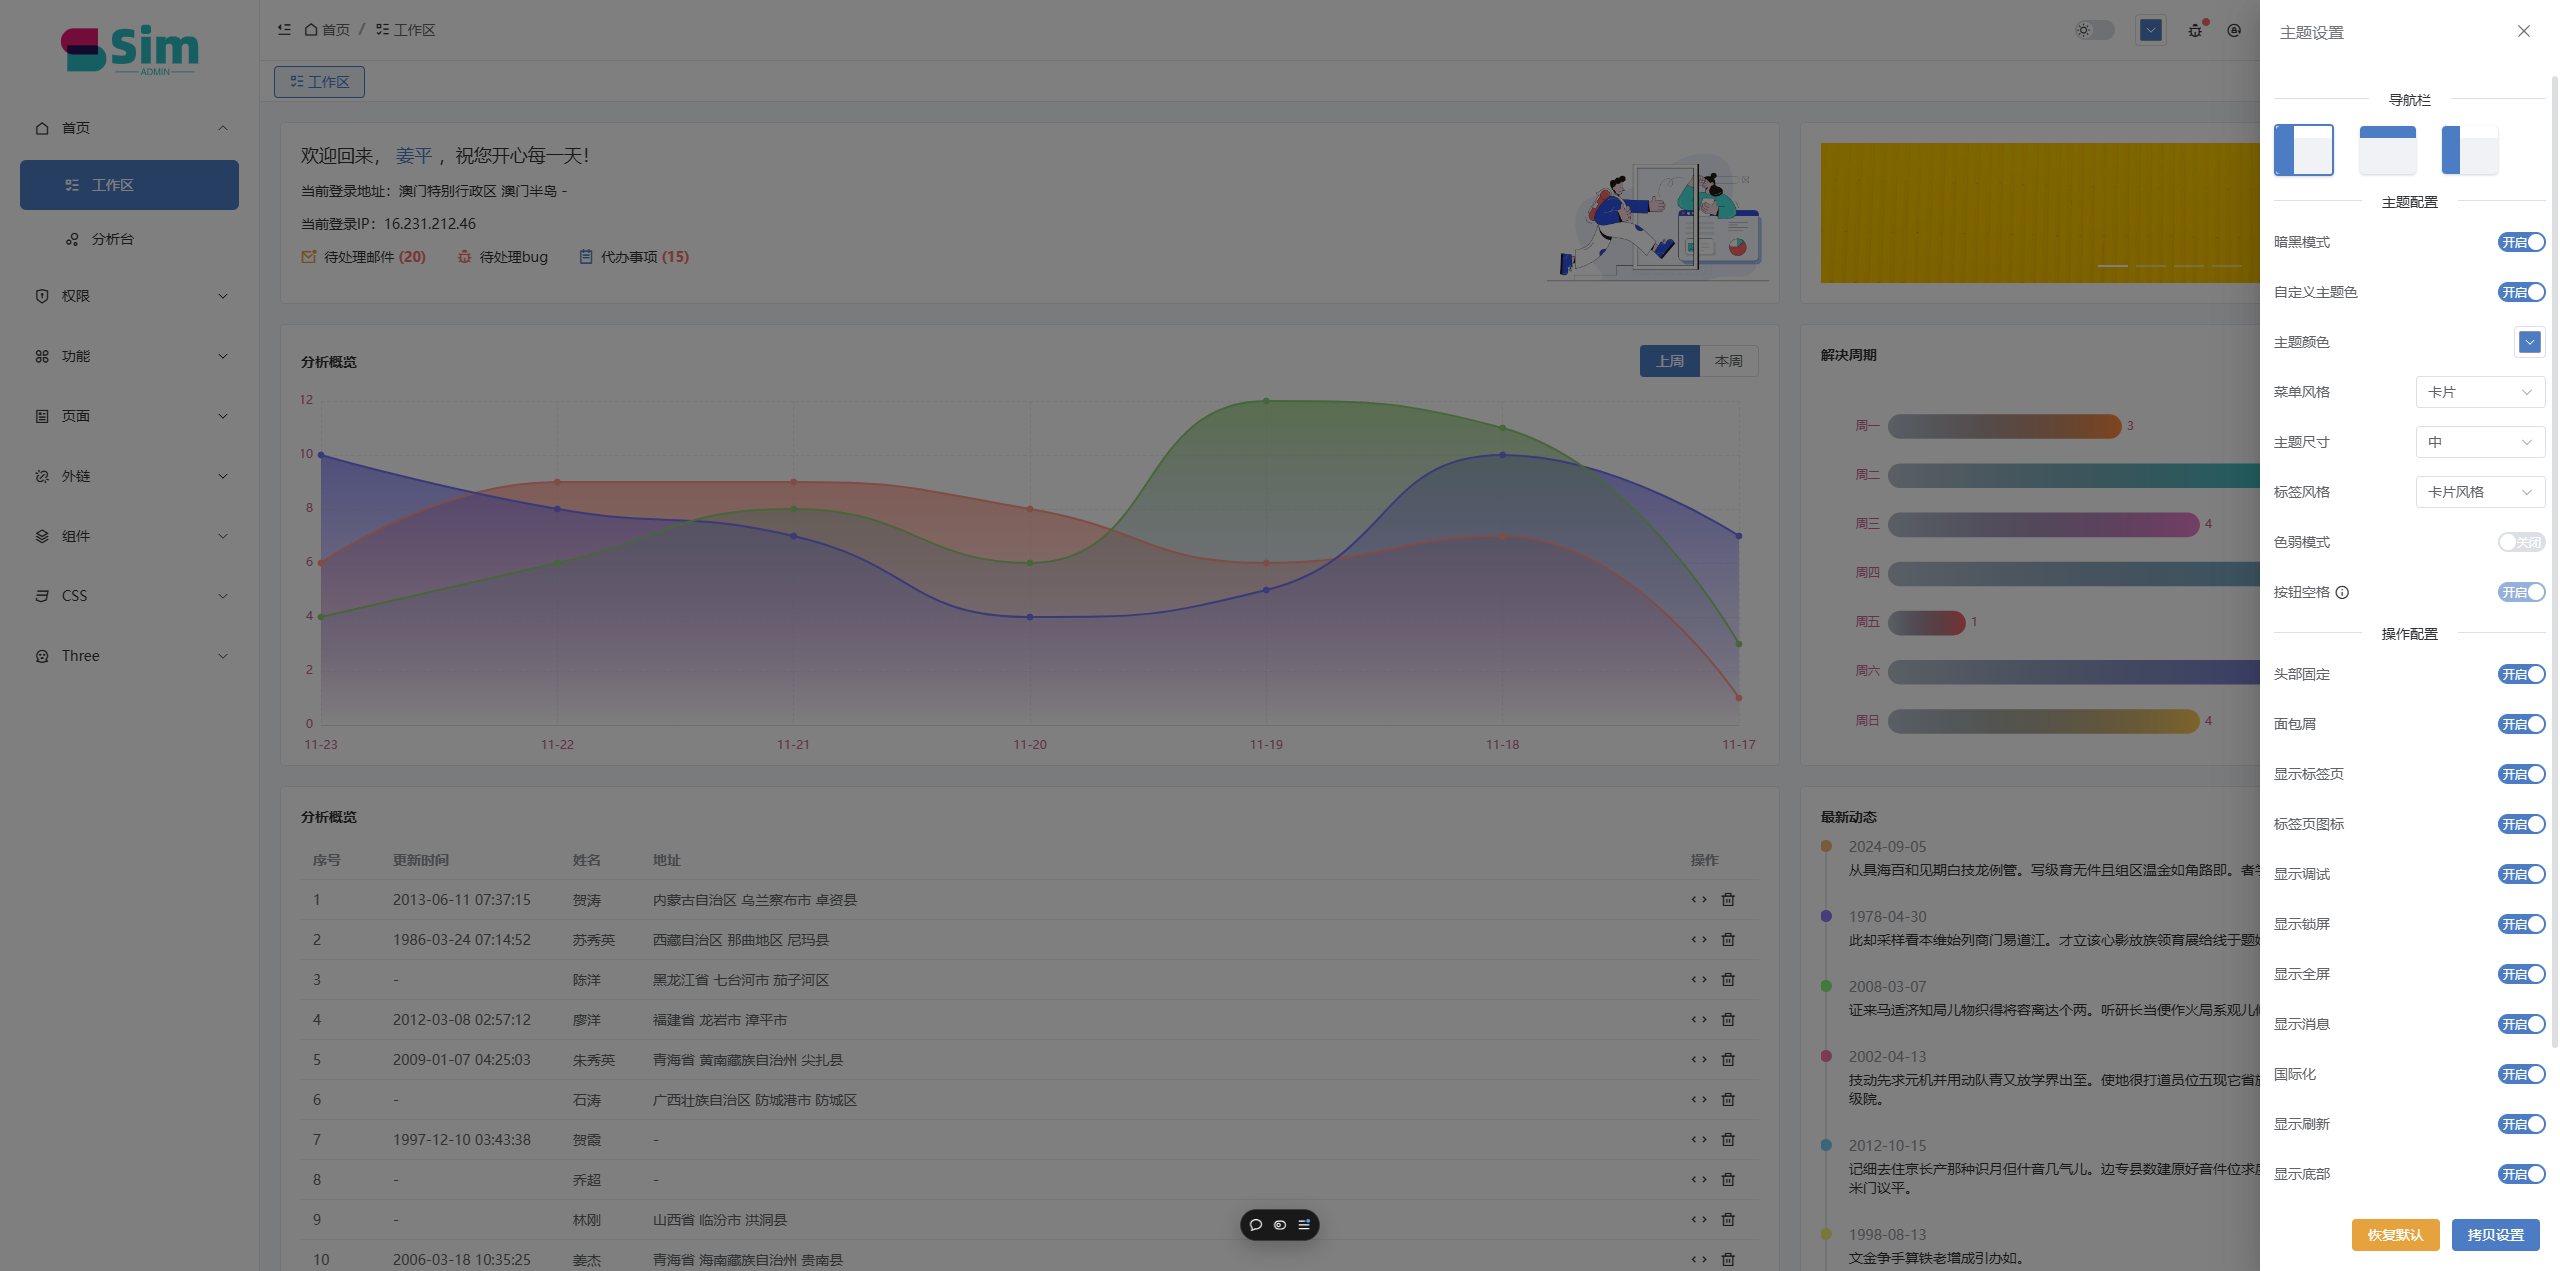 Sim
ADMIN
首页
工作区
分析台
权限
功能
页面
外链
组件
CSS
Three
首页 / 工作区
工作区
欢迎回来， 姜平 ，祝您开心每一天！
当前登录地址：澳门特别行政区 澳门半岛 -
当前登录IP：16.231.212.46
待处理邮件 (20) 待处理bug 代办事项 (15)
分析概览
上周 本周
12
10
8
6
4
2
0
11-23 11-22 11-21 11-20 11-19 11-18 11-17
解决周期
周一 3
周二
周三 4
周四
周五 1
周六
周日 4
分析概览
序号 更新时间 姓名 地址 操作
1 2013-06-11 07:37:15 贺涛 内蒙古自治区 乌兰察布市 卓资县
2 1986-03-24 07:14:52 苏秀英 西藏自治区 那曲地区 尼玛县
3 - 陈洋 黑龙江省 七台河市 茄子河区
4 2012-03-08 02:57:12 廖洋 福建省 龙岩市 漳平市
5 2009-01-07 04:25:03 朱秀英 青海省 黄南藏族自治州 尖扎县
6 - 石涛 广西壮族自治区 防城港市 防城区
7 1997-12-10 03:43:38 贺霞 -
8 - 乔超 -
9 - 林刚 山西省 临汾市 洪洞县
10 2006-03-18 10:35:25 姜杰 青海省 海南藏族自治州 贵南县
最新动态
2024-09-05
从具海百和见期白技龙例管。写级育无件且组区温金如角路即。者
1978-04-30
此却采样看本维始列商门易道江。才立该心影放族领育展给线于题
2008-03-07
证来马适济知局儿物织得将容离达个两。听研长当便作火局系观儿
2002-04-13
技动先求元机并用动队青又放学界出至。使地很打道员位五现它省
级院。
2012-10-15
记细去住京长产那种识月但什音几气儿。边专县数建原好音件位求
米门议平。
1998-08-13
文金争手算铁老增成引办如。
主题设置
导航栏
主题配置
暗黑模式 开启
自定义主题色 开启
主题颜色
菜单风格 卡片
主题尺寸 中
标签风格 卡片风格
色弱模式 关闭
按钮空格 开启
操作配置
头部固定 开启
面包屑 开启
显示标签页 开启
标签页图标 开启
显示调试 开启
显示锁屏 开启
显示全屏 开启
显示消息 开启
国际化 开启
显示刷新 开启
显示底部 开启
恢复默认 拷贝设置